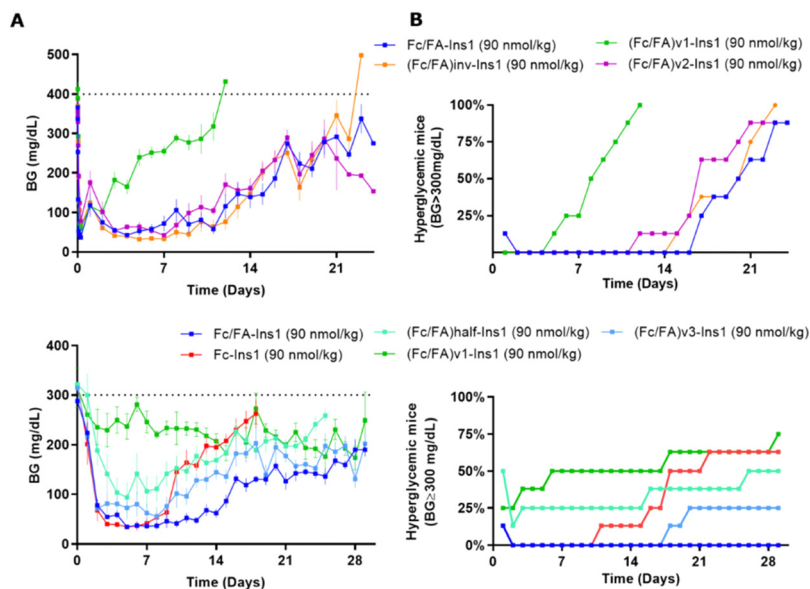 A
B
Fc/FA-Ins1 (90 nmol/kg)
(Fc/FA)v1-Ins1 (90 nmol/kg)
(Fc/FA)inv-Ins1 (90 nmol/kg)
(Fc/FA)v2-Ins1 (90 nmol/kg)
BG (mg/dL)
500
400
300
200
100
0
0
7
14
21
Time (Days)
Hyperglycemic mice
(BG>300mg/dL)
100%
75%
50%
25%
7
14
21
Time (Days)
Fc/FA-Ins1 (90 nmol/kg)
(Fc/FA)half-Ins1 (90 nmol/kg)
(Fc/FA)v3-Ins1 (90 nmol/kg)
Fc-Ins1 (90 nmol/kg)
(Fc/FA)v1-Ins1 (90 nmol/kg)
BG (mg/dL)
400
300
200
100
0
0
7
14
21
28
Time (Days)
Hyperglycemic mice
(BG≥300 mg/dL)
100%
75%
50%
25%
0%
0
7
14
21
28
Time (Days)